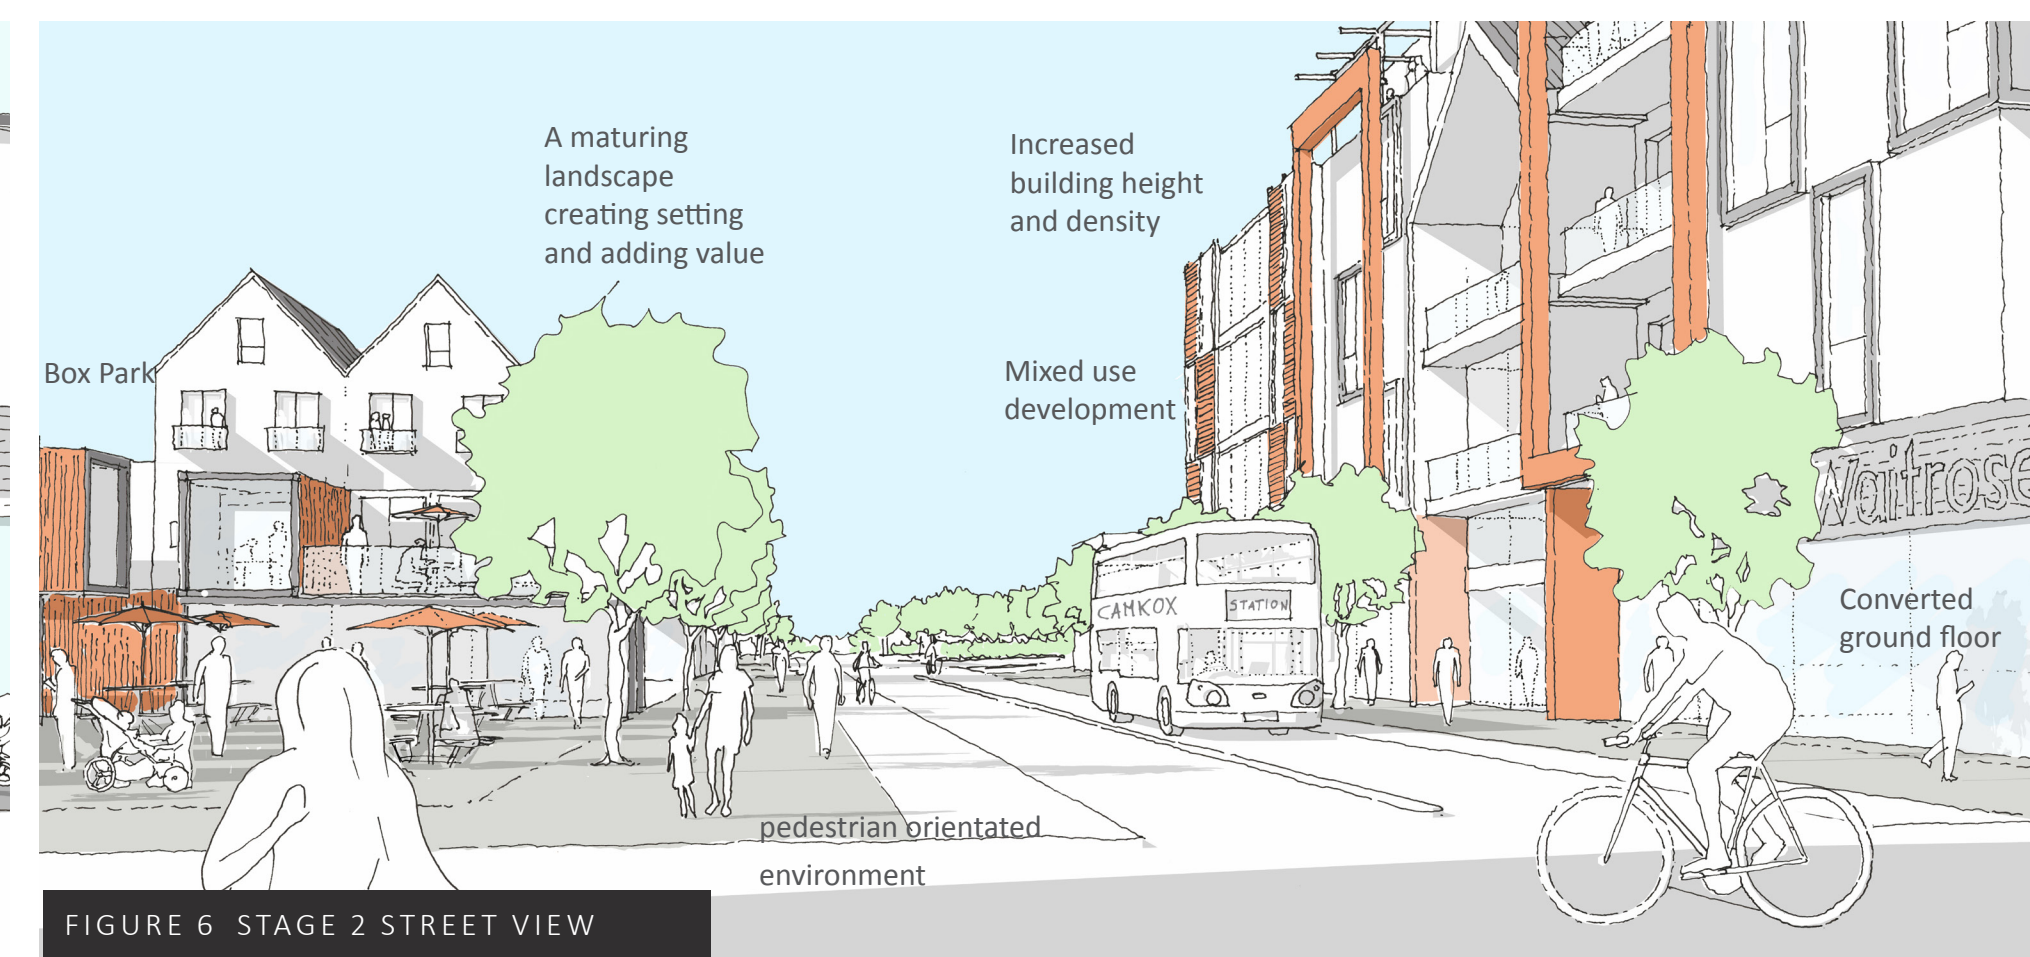 A maturing
landscape
creating setting
and adding value
Increased
building height
and density
Box Park
Mixed use
development
Waitrose
CAMKOX
STATION
Converted
ground floor
pedestrian orientated
environment
FIGURE 6 STAGE 2 STREET VIEW